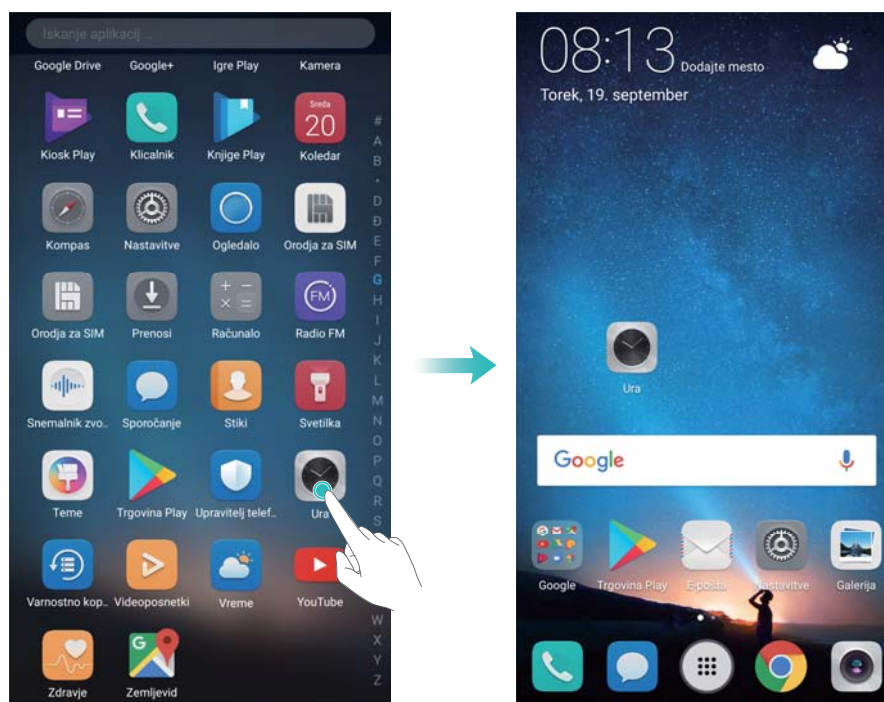 Iskanje aplikacij ...
Google Drive Google+ Igre Play Kamera
Sreda
20
Kiosk Play Klicalnik Knjige Play Koledar
Kompas Nastavitve Ogledalo Orodja za SIM
FM
Orodja za SIM Prenosi Računalo Radio FM
Snemalnik zvo.. Sporočanje Stiki Svetilka
Teme Trgovina Play Upravitelj telef.. Ura
Varnostno kop.. Videoposnetki Vreme YouTube
G
Zdravje Zemljevid
#
A
B
•
D
Đ
E
F
G
H
I
J
K
L
M
N
O
P
Q
R
S
W
X
Y
Z
08:13 Dodajte mesto
Torek, 19. september
Ura
Google
Google Trgovina Play E-pošta Nastavitve Galerija